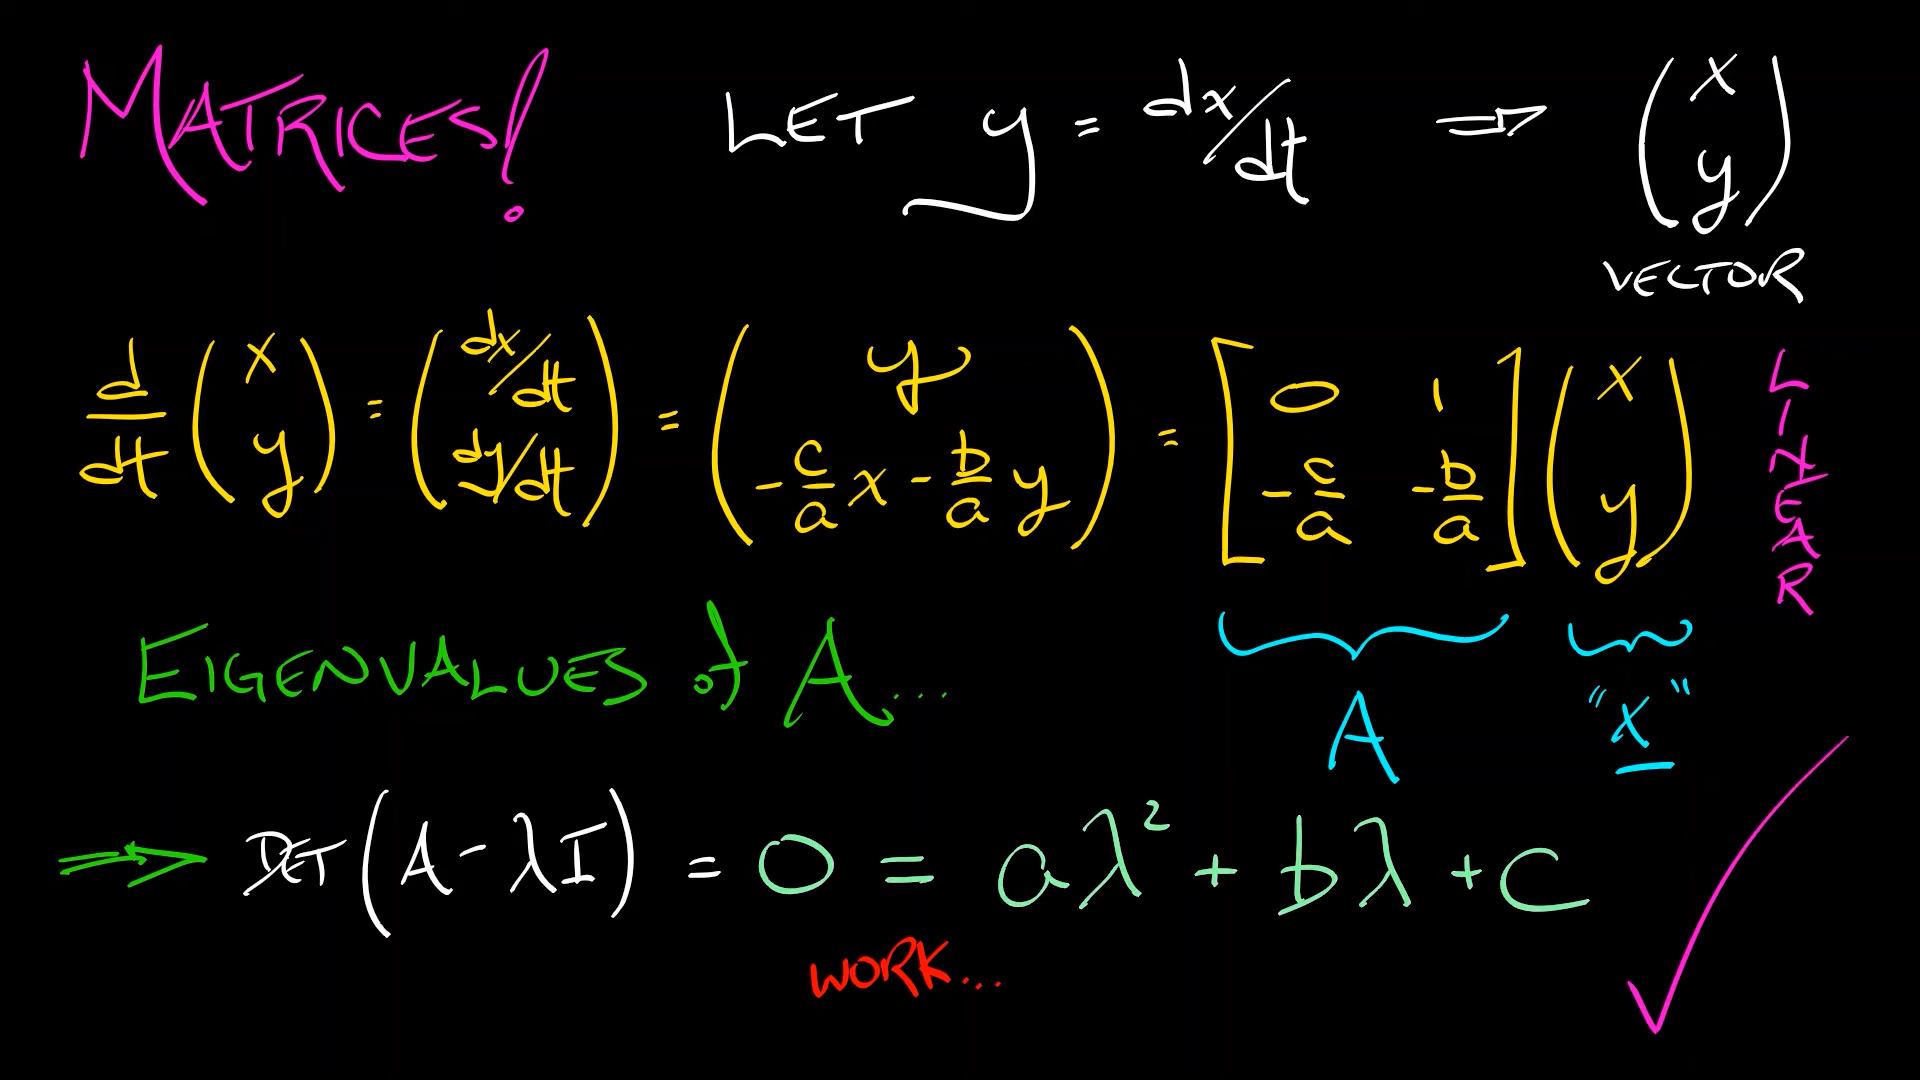 MATRICES! LET y = dx/dt ⇒ (x y)
VECTOR
d/dt (x y) = (dx/dt dy/dt) = (y -c/a x - b/a y) = [0 1 -c/a -b/a] (x y)
LINEAR
EIGENVALUES of A...
A "x"
⇒ DET(A - λI) = 0 = aλ² + bλ + c
WORK...